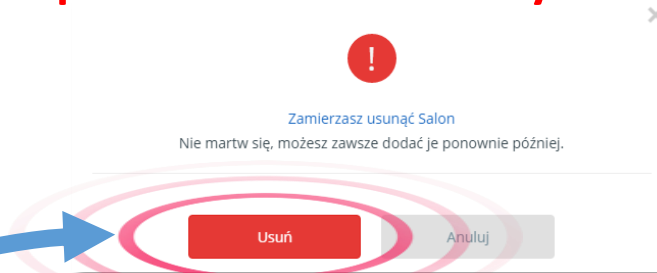 !
Zamierzasz usunąć Salon
Nie martw się, możesz zawsze dodać je ponownie później.
Usuń
Anuluj